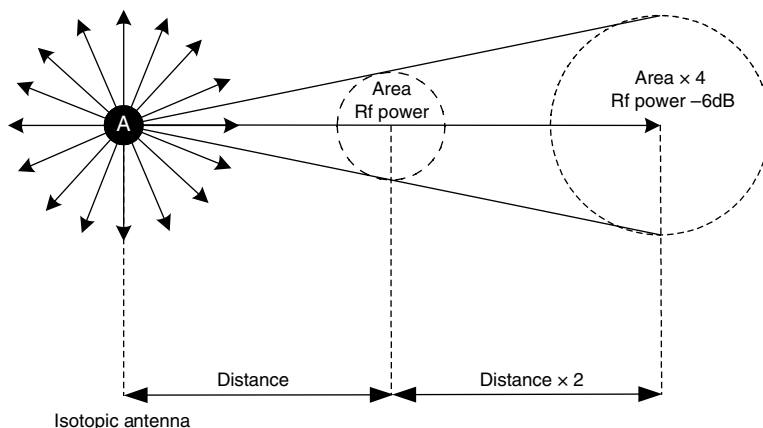 A
Area
Rf power
Area × 4
Rf power –6dB
Distance
Distance × 2
Isotopic antenna